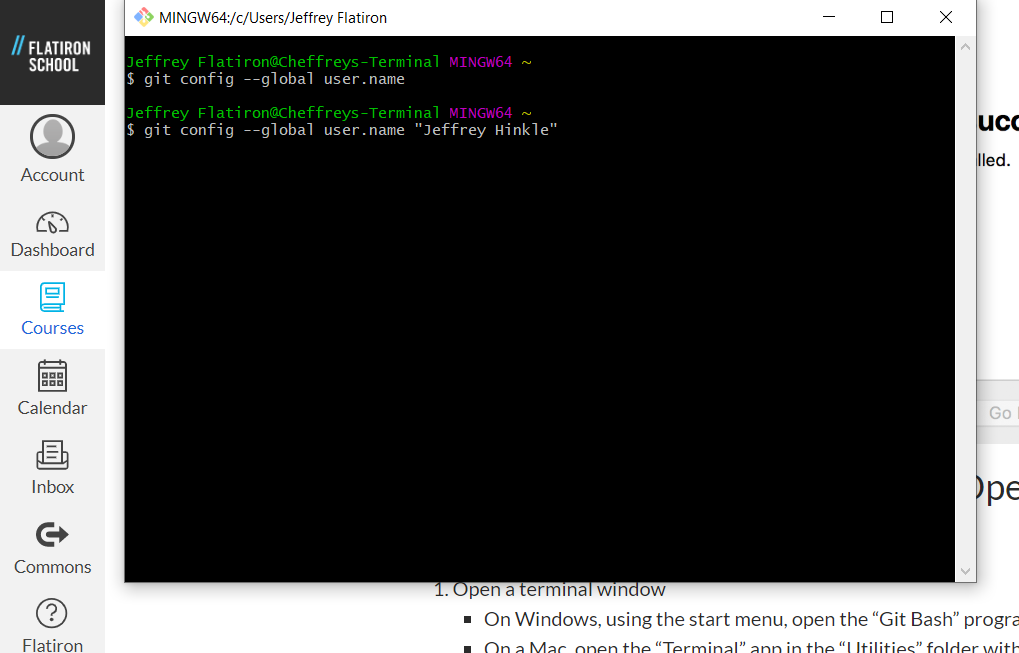 MINGW64:/c/Users/Jeffrey Flatiron
// FLATIRON
SCHOOL
Account
Dashboard
Courses
Calendar
Inbox
Commons
Flatiron
Jeffrey Flatiron@Cheffreys-Terminal MINGW64 ~
$ git config --global user.name
Jeffrey Flatiron@Cheffreys-Terminal MINGW64 ~
$ git config --global user.name "Jeffrey Hinkle"
lled.
Go
1. Open a terminal window
▪ On Windows, using the start menu, open the “Git Bash” progra
▪ On a Mac, open the “Terminal” app in the “Utilities” folder with